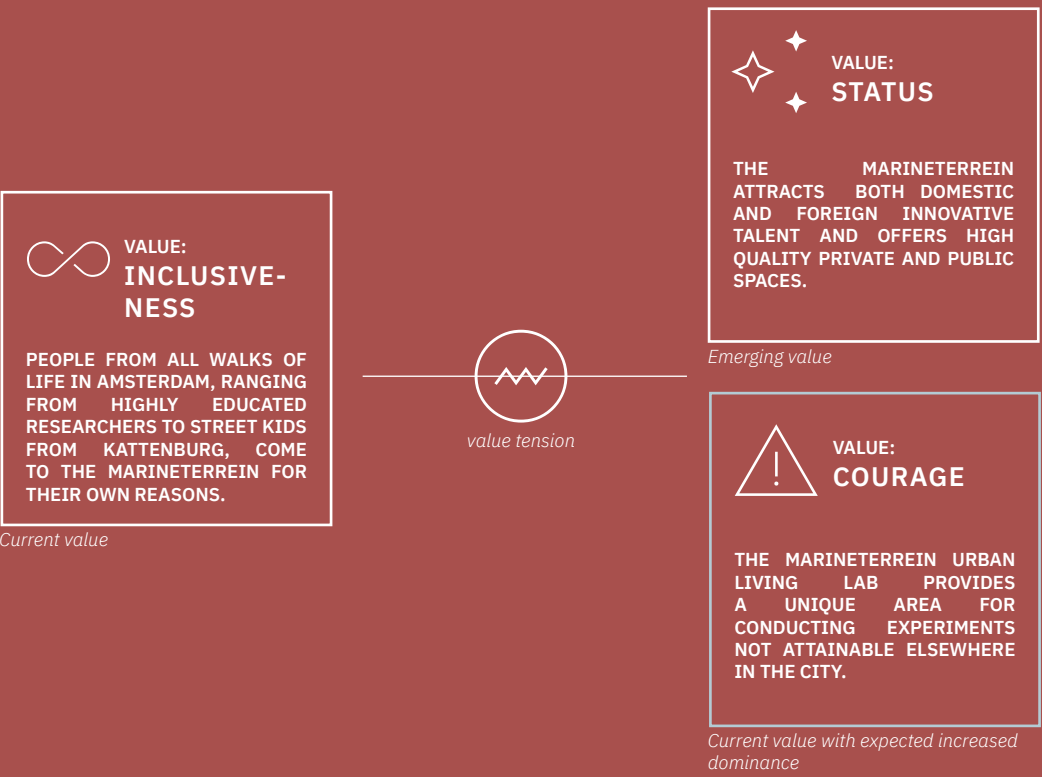 VALUE:
INCLUSIVE-
NESS
PEOPLE FROM ALL WALKS OF
LIFE IN AMSTERDAM, RANGING
FROM HIGHLY EDUCATED
RESEARCHERS TO STREET KIDS
FROM KATTENBURG, COME
TO THE MARINETERREIN FOR
THEIR OWN REASONS.
Current value
value tension
VALUE:
STATUS
THE MARINETERREIN
ATTRACTS BOTH DOMESTIC
AND FOREIGN INNOVATIVE
TALENT AND OFFERS HIGH
QUALITY PRIVATE AND PUBLIC
SPACES.
Emerging value
VALUE:
COURAGE
THE MARINETERREIN URBAN
LIVING LAB PROVIDES
A UNIQUE AREA FOR
CONDUCTING EXPERIMENTS
NOT ATTAINABLE ELSEWHERE
IN THE CITY.
Current value with expected increased
dominance